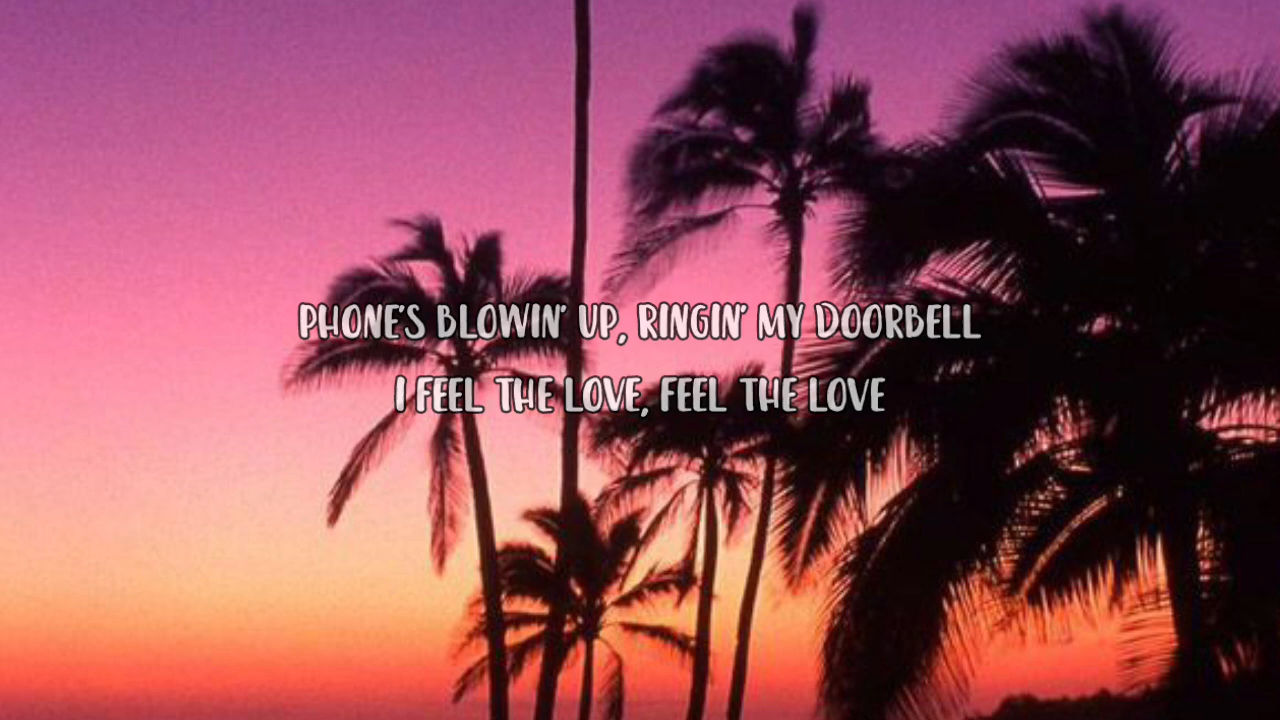 PHONE'S BLOWIN' UP, RINGIN' MY DOORBELL
I FEEL THE LOVE, FEEL THE LOVE